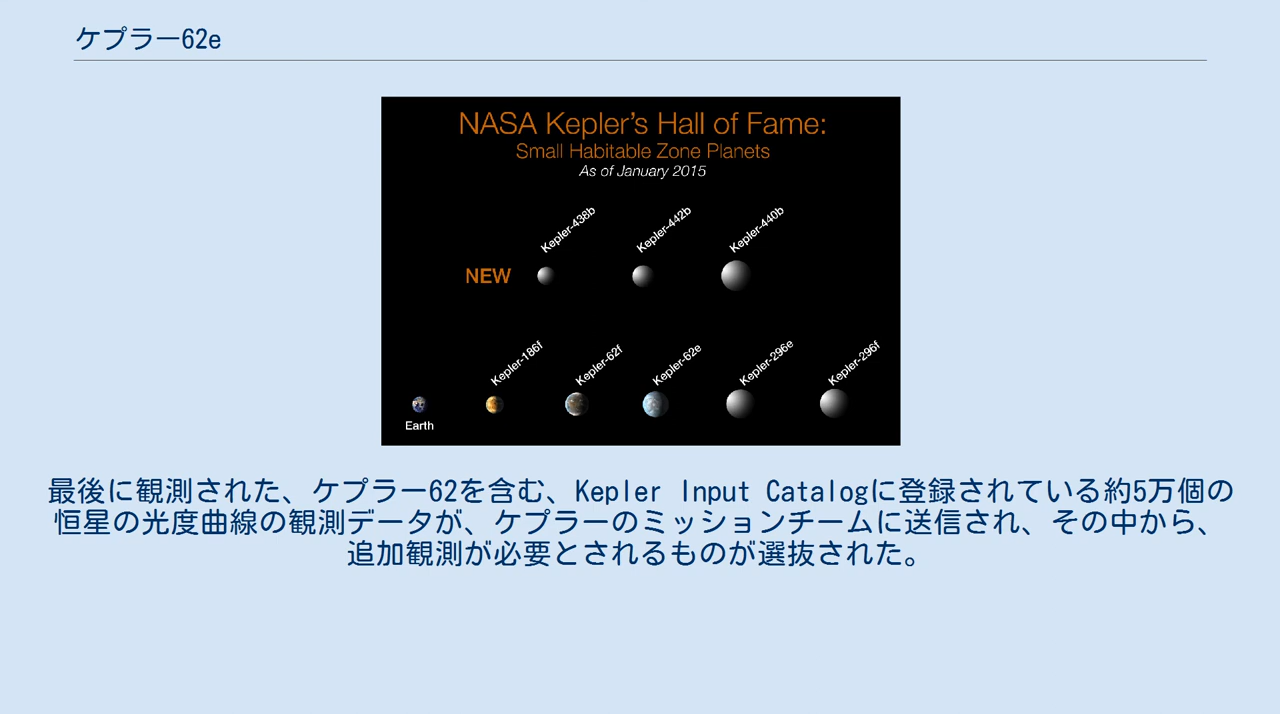 ケプラー62e
NASA Kepler's Hall of Fame:
Small Habitable Zone Planets
As of January 2015
Kepler-438b
Kepler-442b
Kepler-440b
NEW
Kepler-186f
Kepler-62f
Kepler-62e
Kepler-296e
Kepler-296f
Earth
最後に観測された、ケプラー62を含む、Kepler Input Catalogに登録されている約5万個の
恒星の光度曲線の観測データが、ケプラーのミッションチームに送信され、その中から、
追加観測が必要とされるものが選抜された。